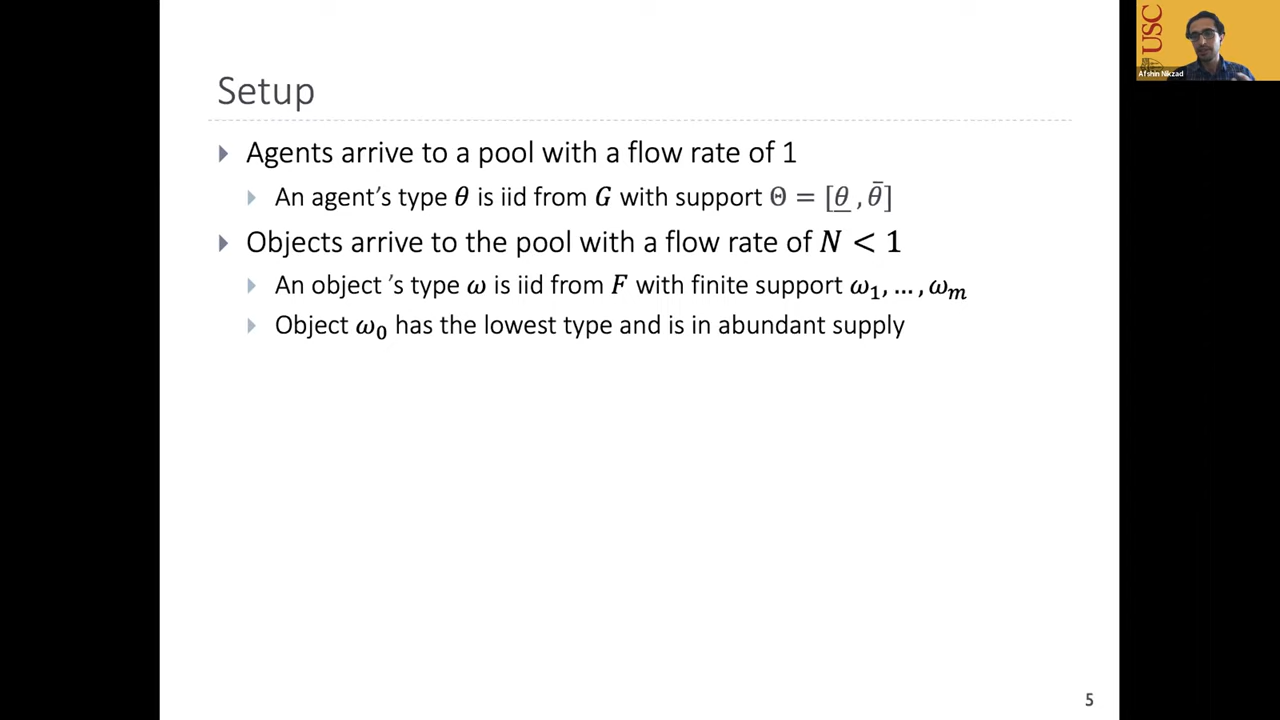 Setup
Agents arrive to a pool with a flow rate of 1
An agent's type θ is iid from G with support Θ = [θ̲ , θ̄]
Objects arrive to the pool with a flow rate of N < 1
An object 's type ω is iid from F with finite support ω₁, … , ωₘ
Object ω₀ has the lowest type and is in abundant supply
5
USC
Afshin Nikzad